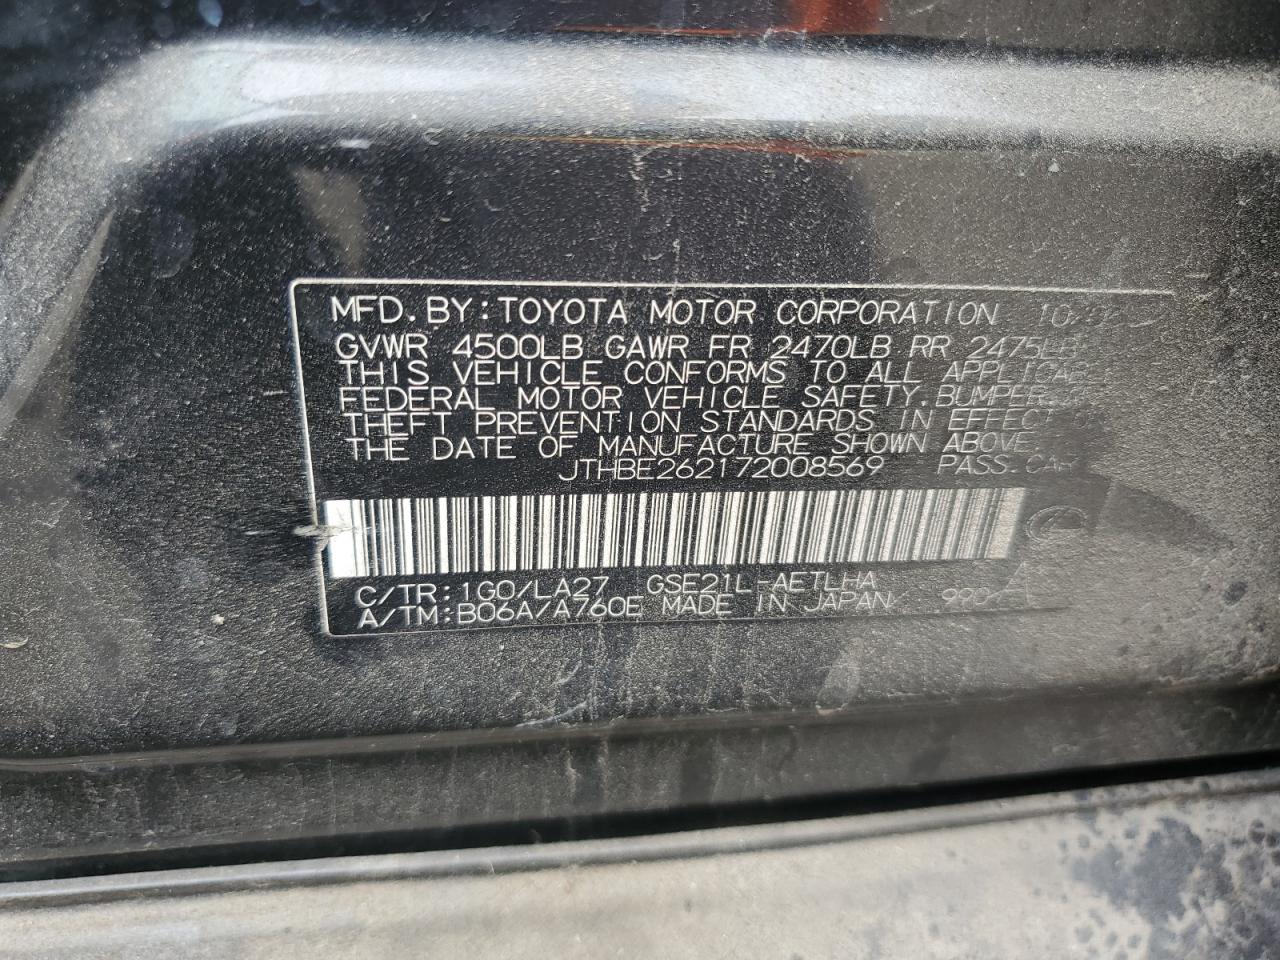 MFD. BY: TOYOTA MOTOR CORPORATION
GVWR 4500LB GAWR FR 2470LB RR 2475LB
THIS VEHICLE CONFORMS TO ALL
FEDERAL MOTOR VEHICLE SAFETY, BUMPER
THEFT PREVENTION STANDARDS IN EFFECT
THE DATE OF MANUFACTURE SHOWN ABOVE
JTHBE262172008569 PASS. CAR
C/TR: 1G0/LA27 GSE21L-AETLHA
A/TM: B06A/A760E MADE IN JAPAN